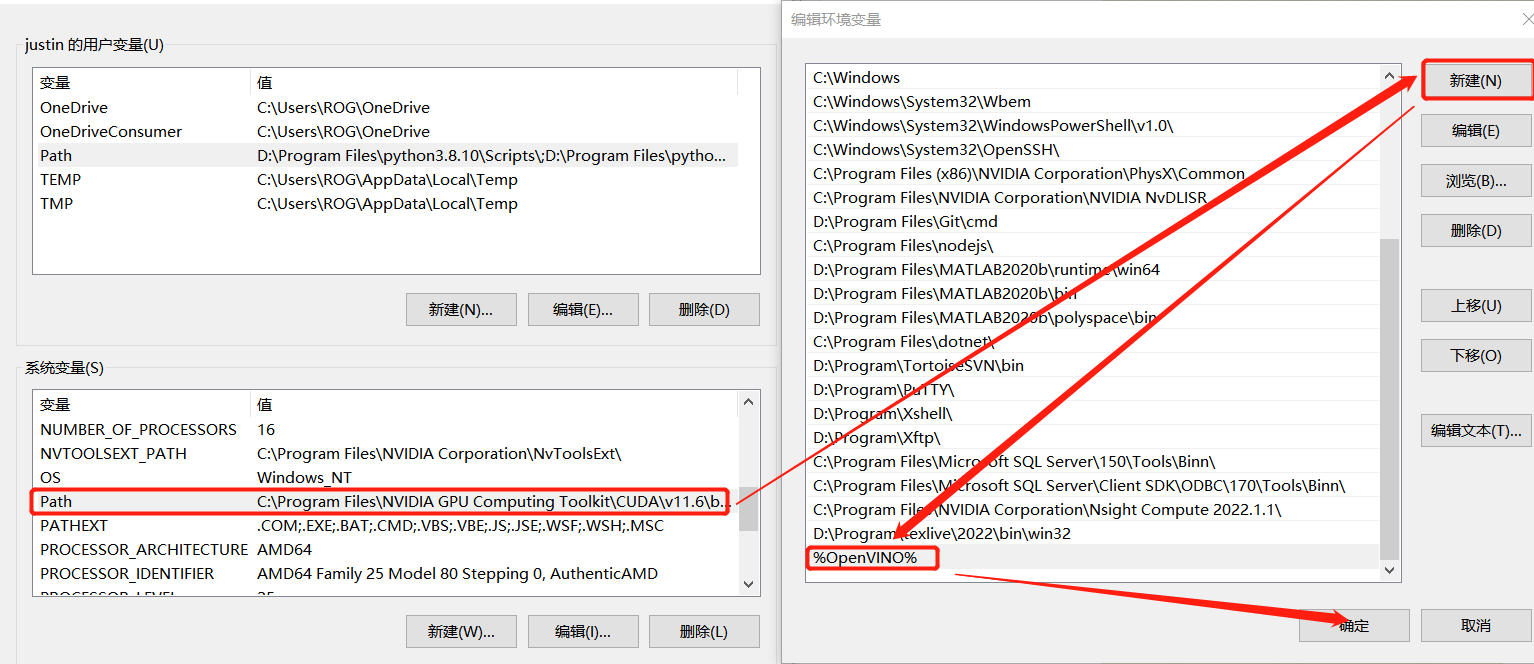 justin 的用户变量(U)
变量 值
OneDrive C:\Users\ROG\OneDrive
OneDriveConsumer C:\Users\ROG\OneDrive
Path D:\Program Files\python3.8.10\Scripts\;D:\Program Files\pytho...
TEMP C:\Users\ROG\AppData\Local\Temp
TMP C:\Users\ROG\AppData\Local\Temp
新建(N)... 编辑(E)... 删除(D)
系统变量(S)
变量 值
NUMBER_OF_PROCESSORS 16
NVTOOLSEXT_PATH C:\Program Files\NVIDIA Corporation\NvToolsExt\
OS Windows_NT
Path C:\Program Files\NVIDIA GPU Computing Toolkit\CUDA\v11.6\b...
PATHEXT .COM;.EXE;.BAT;.CMD;.VBS;.VBE;.JS;.JSE;.WSF;.WSH;.MSC
PROCESSOR_ARCHITECTURE AMD64
PROCESSOR_IDENTIFIER AMD64 Family 25 Model 80 Stepping 0, AuthenticAMD
新建(W)... 编辑(I)... 删除(L)
编辑环境变量
C:\Windows
C:\Windows\System32\Wbem
C:\Windows\System32\WindowsPowerShell\v1.0\
C:\Windows\System32\OpenSSH\
C:\Program Files (x86)\NVIDIA Corporation\PhysX\Common
C:\Program Files\NVIDIA Corporation\NVIDIA NvDLISR
D:\Program Files\Git\cmd
C:\Program Files\nodejs\
D:\Program Files\MATLAB2020b\runtime\win64
D:\Program Files\MATLAB2020b\bin
D:\Program Files\MATLAB2020b\polyspace\bin
C:\Program Files\dotnet\
D:\Program\TortoiseSVN\bin
D:\Program\PuTTY\
D:\Program\Xshell\
D:\Program\Xftp\
C:\Program Files\Microsoft SQL Server\150\Tools\Binn\
C:\Program Files\Microsoft SQL Server\Client SDK\ODBC\170\Tools\Binn\
C:\Program Files\NVIDIA Corporation\Nsight Compute 2022.1.1\
D:\Program\texlive\2022\bin\win32
%OpenVINO%
新建(N)
编辑(E)
浏览(B)...
删除(D)
上移(U)
下移(O)
编辑文本(T)...
确定 取消